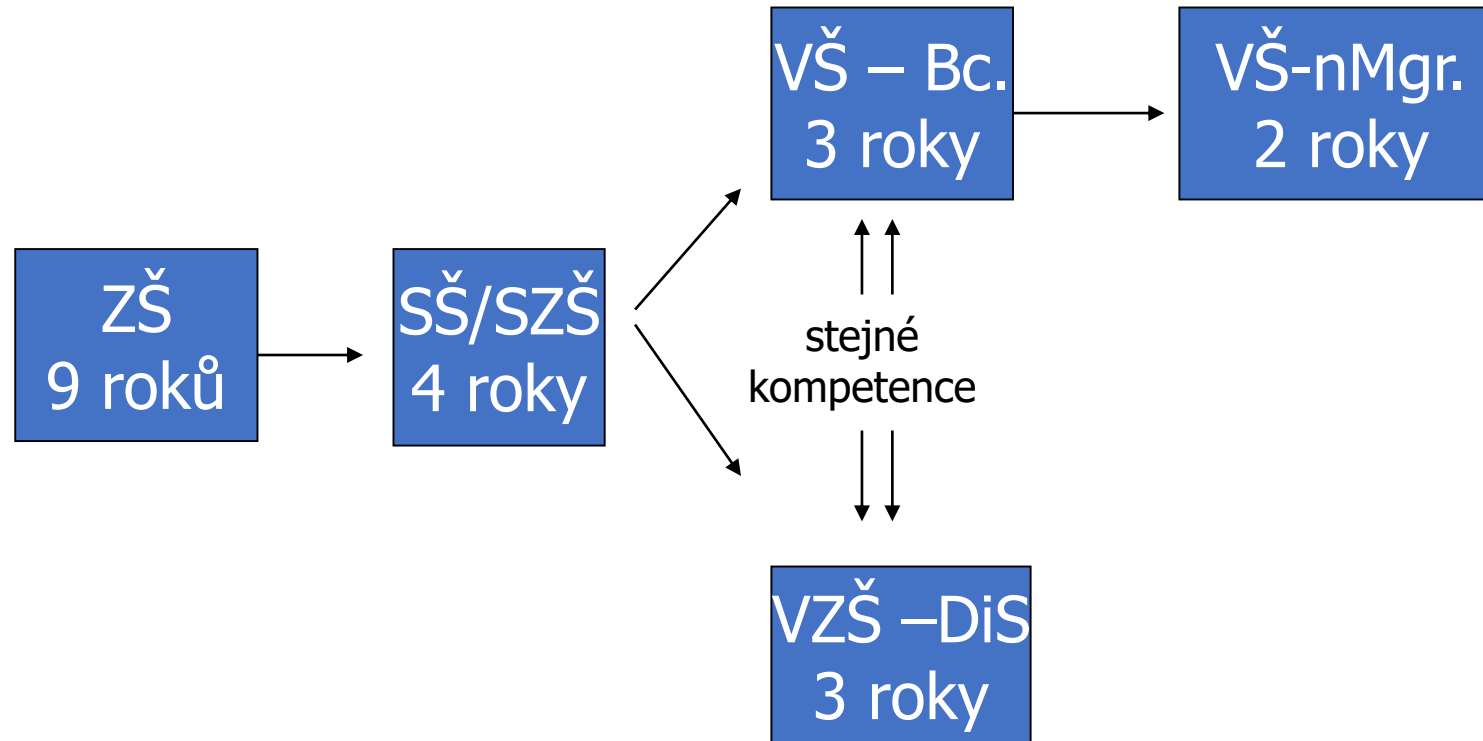 ZŠ
9 roků
SŠ/SZŠ
4 roky
VŠ – Bc.
3 roky
VŠ-nMgr.
2 roky
stejné
kompetence
VZŠ –DiS
3 roky